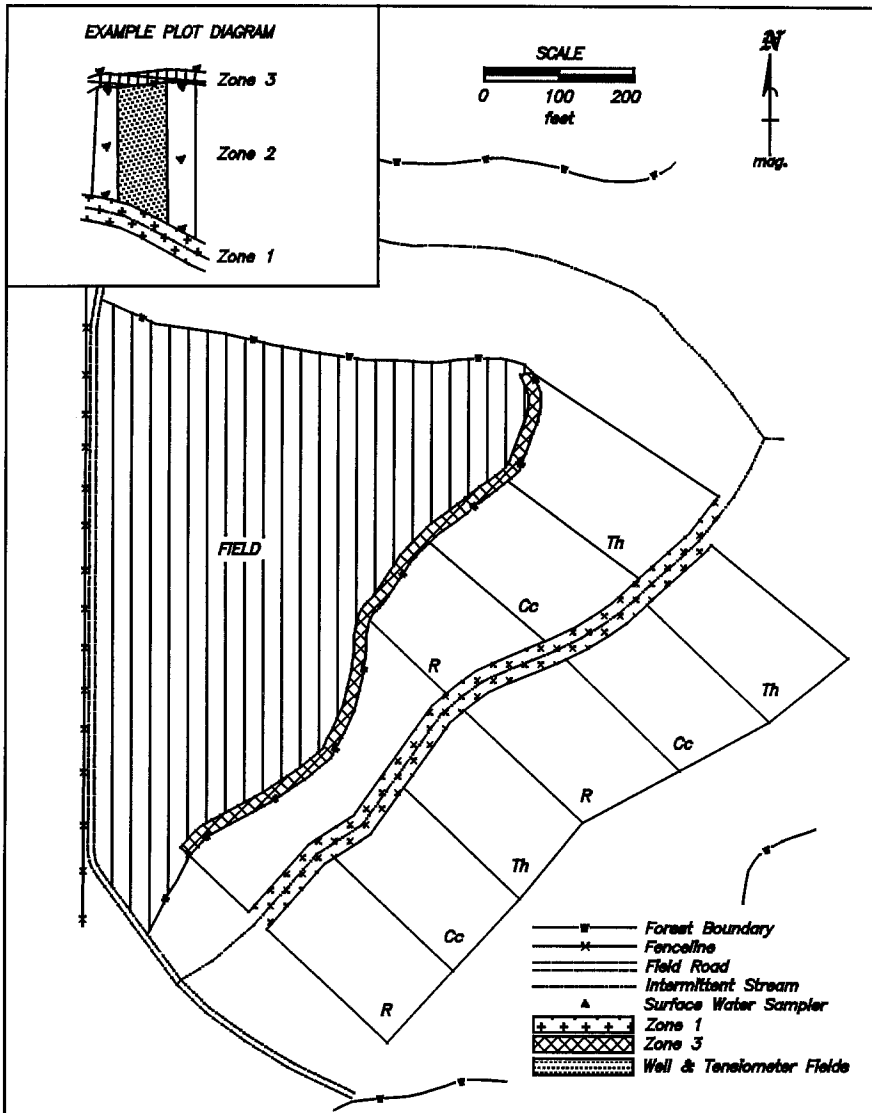 EXAMPLE PLOT DIAGRAM
Zone 3
Zone 2
Zone 1
SCALE
0 100 200
feet
N
mag.
FIELD
Th
Cc
R
Th
Cc
R
Th
Cc
R
Forest Boundary
Fenceline
Field Road
Intermittent Stream
Surface Water Sampler
Zone 1
Zone 3
Well & Tensiometer Fields